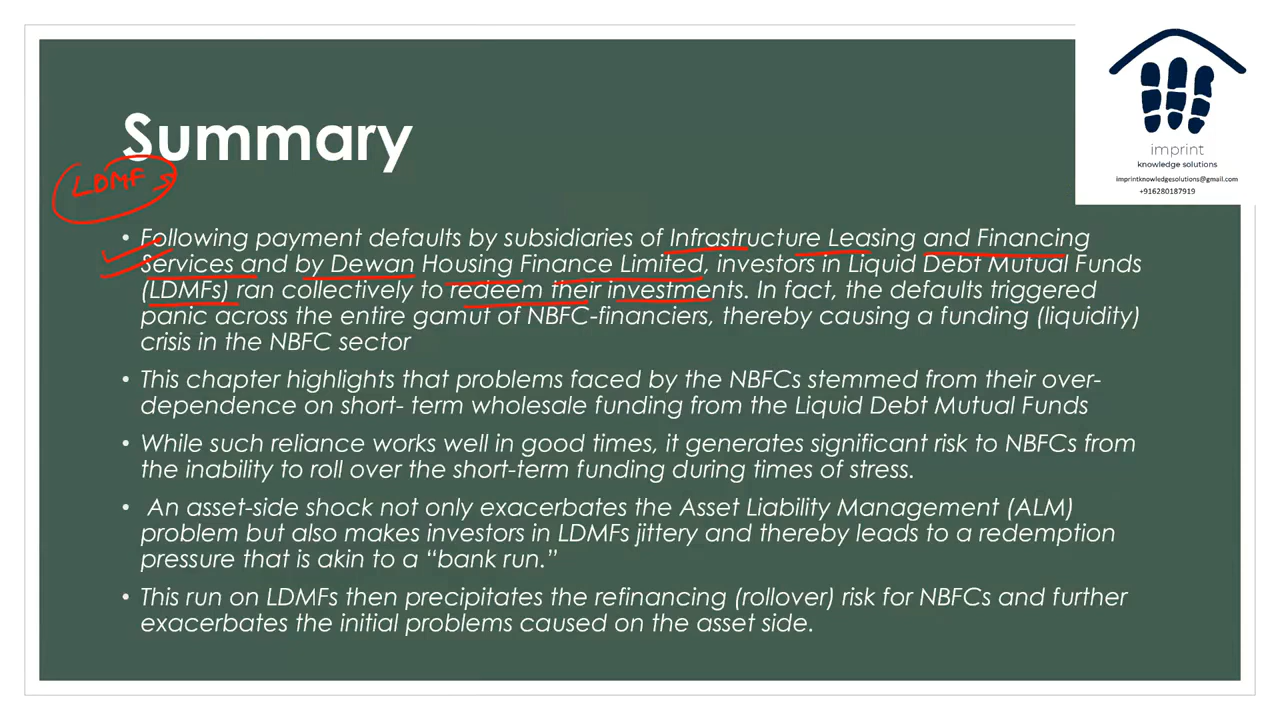 imprint
knowledge solutions
imprintknowledgesolutions@gmail.com
+916280187919
Summary
LDMFs
• Following payment defaults by subsidiaries of Infrastructure Leasing and Financing
Services and by Dewan Housing Finance Limited, investors in Liquid Debt Mutual Funds
(LDMFs) ran collectively to redeem their investments. In fact, the defaults triggered
panic across the entire gamut of NBFC-financiers, thereby causing a funding (liquidity)
crisis in the NBFC sector
• This chapter highlights that problems faced by the NBFCs stemmed from their over-
dependence on short- term wholesale funding from the Liquid Debt Mutual Funds
• While such reliance works well in good times, it generates significant risk to NBFCs from
the inability to roll over the short-term funding during times of stress.
• An asset-side shock not only exacerbates the Asset Liability Management (ALM)
problem but also makes investors in LDMFs jittery and thereby leads to a redemption
pressure that is akin to a “bank run.”
• This run on LDMFs then precipitates the refinancing (rollover) risk for NBFCs and further
exacerbates the initial problems caused on the asset side.